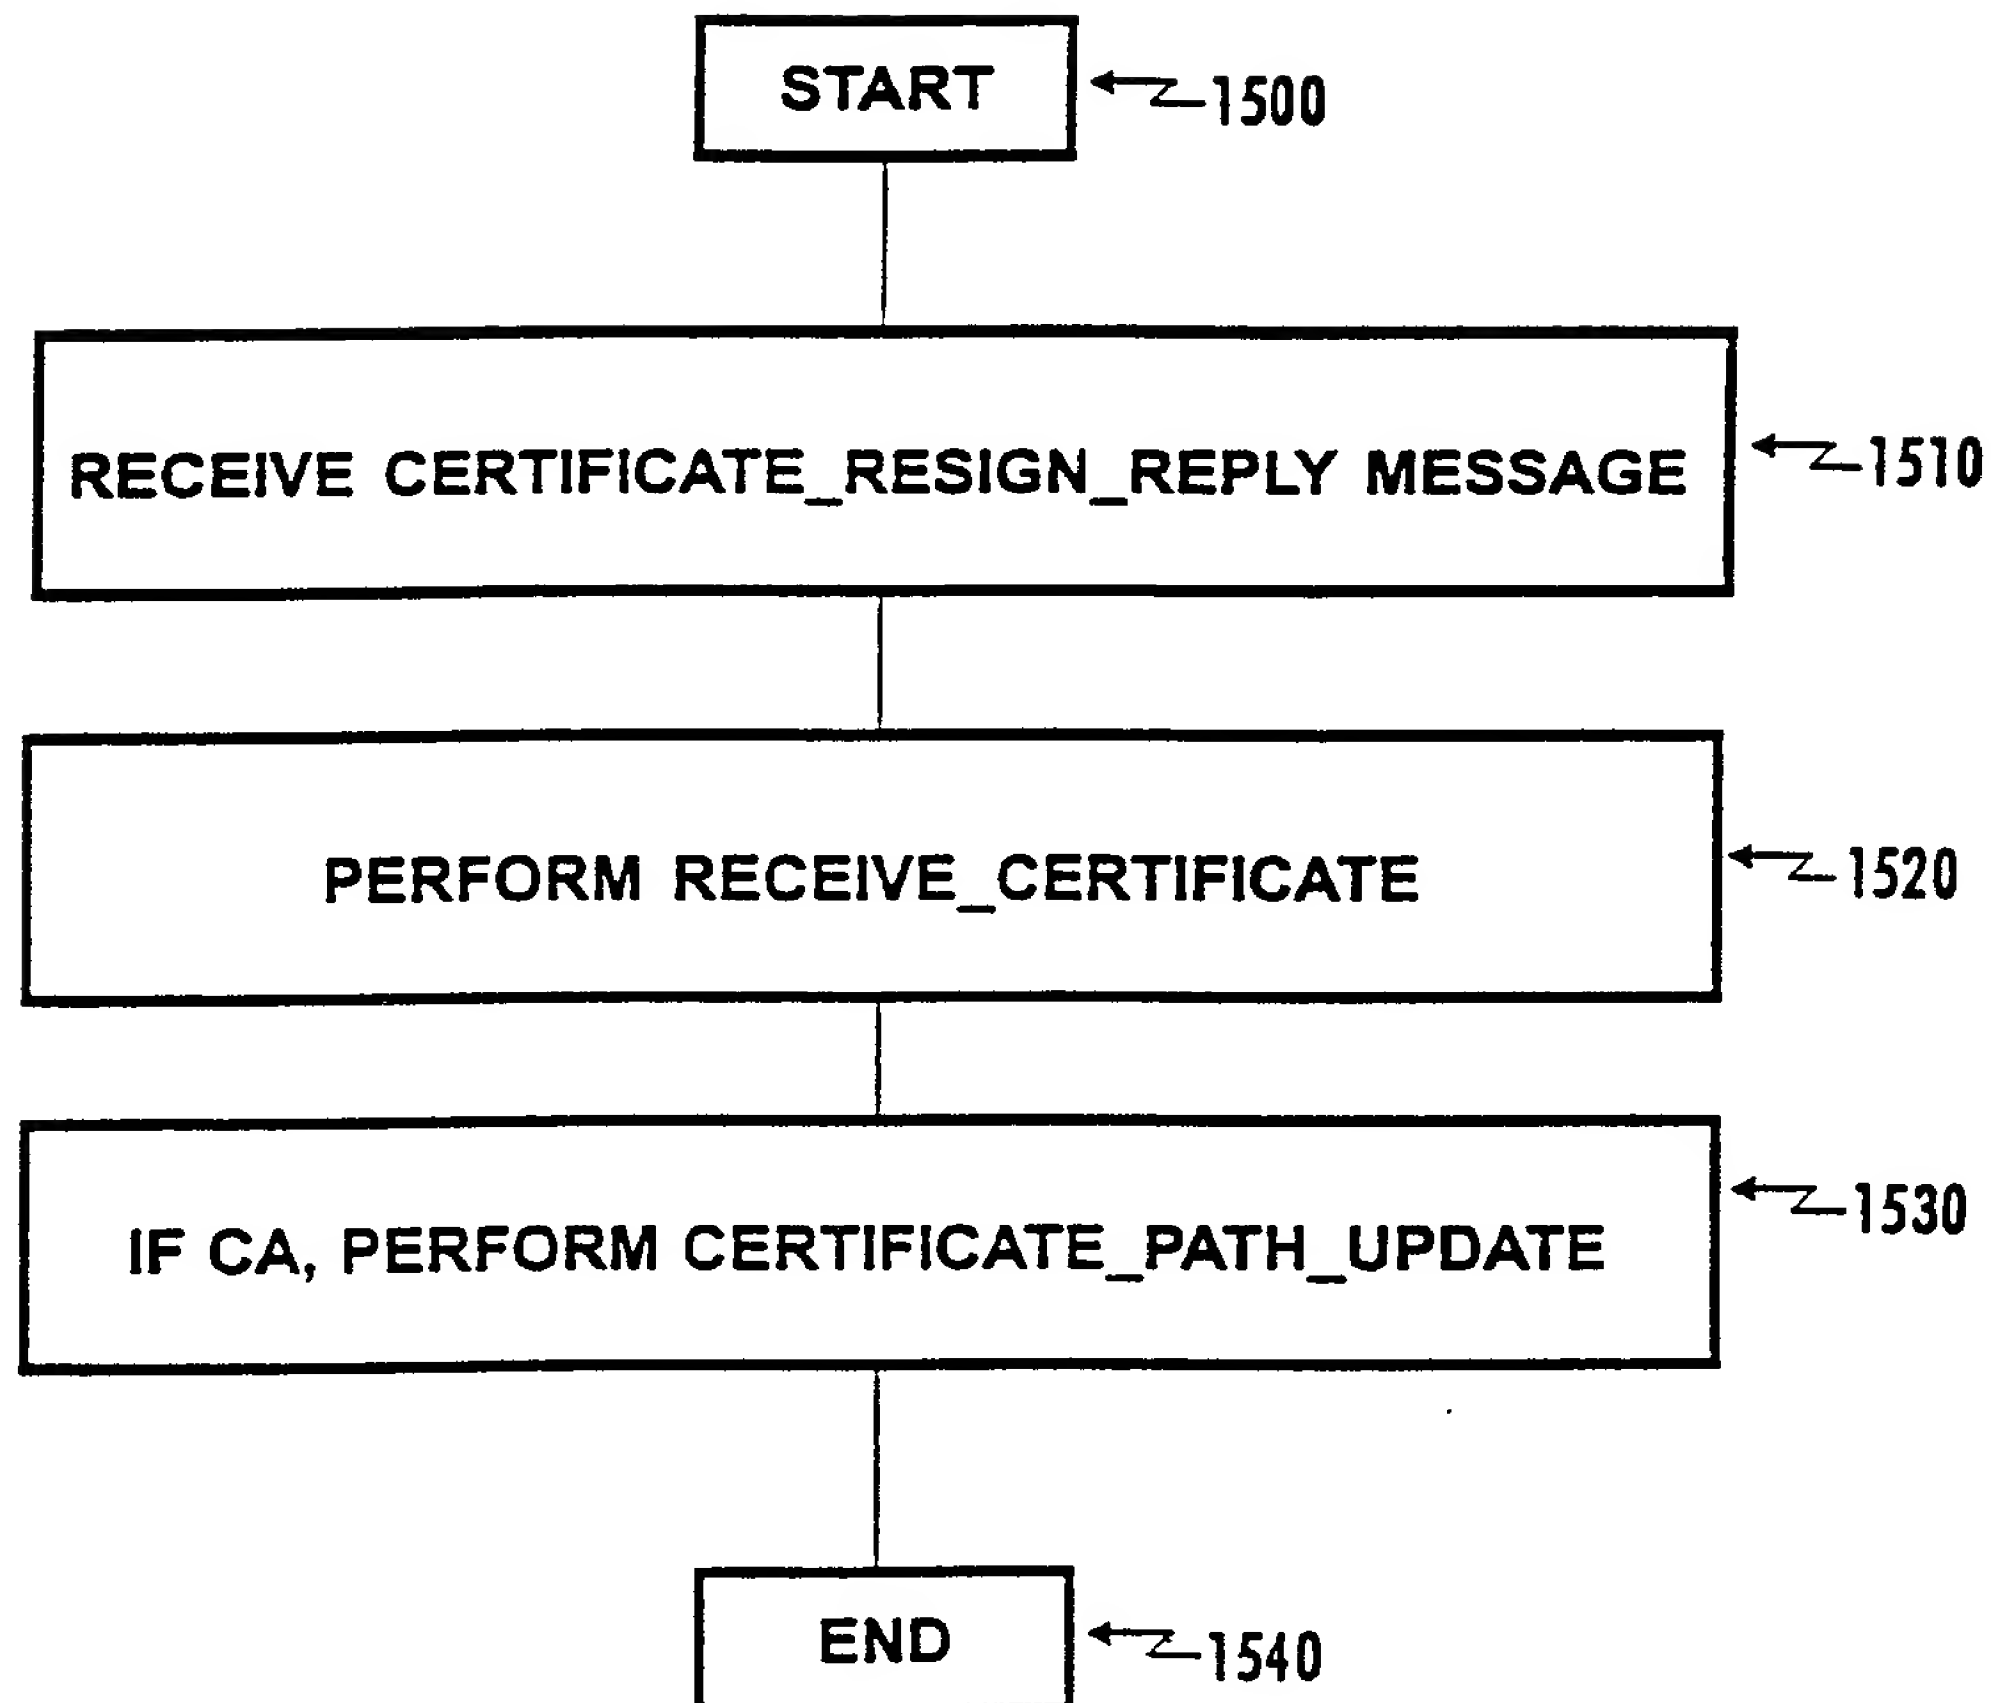 START
1500
RECEIVE CERTIFICATE_RESIGN_REPLY MESSAGE
1510
PERFORM RECEIVE_CERTIFICATE
1520
IF CA, PERFORM CERTIFICATE_PATH_UPDATE
1530
END
1540